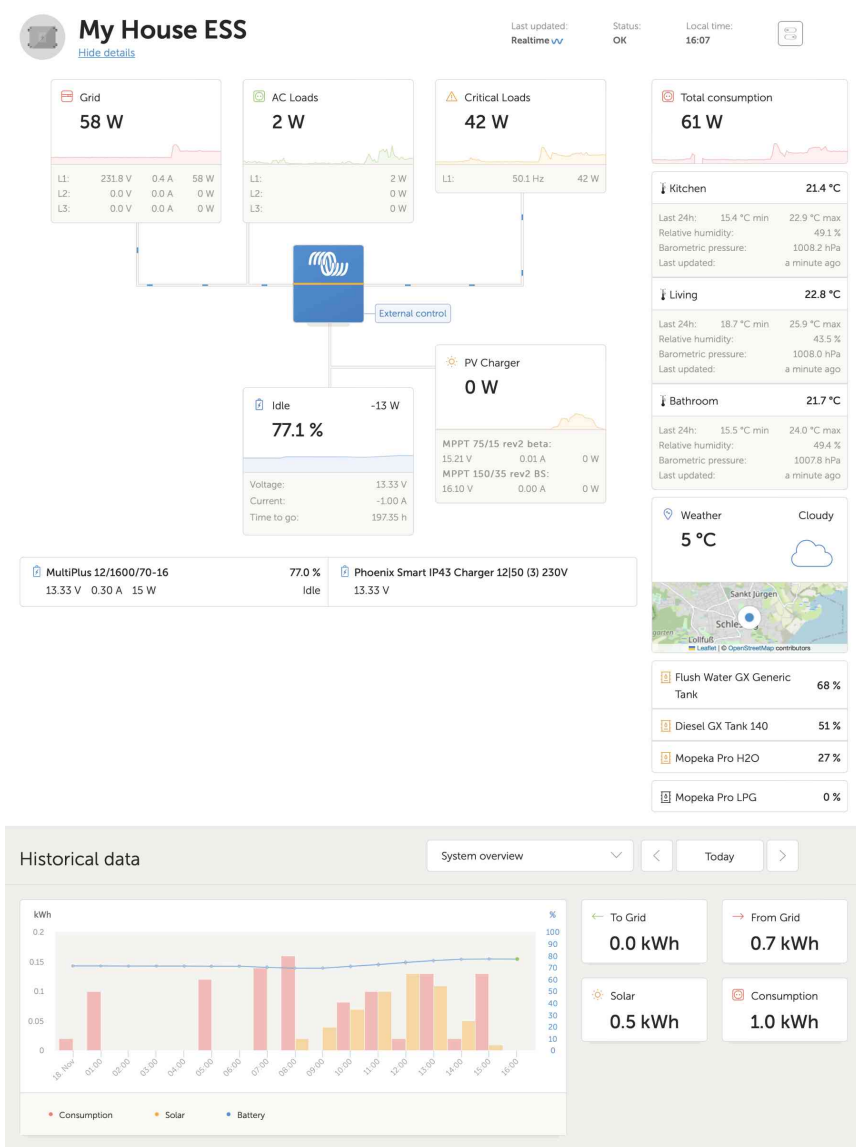 My House ESS
Hide details
Last updated:
Realtime
Status:
OK
Local time:
16:07
Grid
58 W
L1: 231.8 V 0.4 A 58 W
L2: 0.0 V 0.0 A 0 W
L3: 0.0 V 0.0 A 0 W
AC Loads
2 W
L1: 2 W
L2: 0 W
L3: 0 W
Critical Loads
42 W
L1: 50.1 Hz 42 W
External control
Idle -13 W
77.1 %
Voltage: 13.33 V
Current: -1.00 A
Time to go: 197.35 h
PV Charger
0 W
MPPT 75/15 rev2 beta:
15.21 V 0.01 A 0 W
MPPT 150/35 rev2 BS:
16.10 V 0.00 A 0 W
MultiPlus 12/1600/70-16 77.0 %
13.33 V 0.30 A 15 W Idle
Phoenix Smart IP43 Charger 12|50 (3) 230V
13.33 V
Total consumption
61 W
Kitchen 21.4 °C
Last 24h: 15.4 °C min 22.9 °C max
Relative humidity: 49.1 %
Barometric pressure: 1008.2 hPa
Last updated: a minute ago
Living 22.8 °C
Last 24h: 18.7 °C min 25.9 °C max
Relative humidity: 43.5 %
Barometric pressure: 1008.0 hPa
Last updated: a minute ago
Bathroom 21.7 °C
Last 24h: 15.5 °C min 24.0 °C max
Relative humidity: 49.4 %
Barometric pressure: 1007.8 hPa
Last updated: a minute ago
Weather Cloudy
5 °C
Sankt Jürgen
Lollfuß
Leaflet | © OpenStreetMap contributors
Flush Water GX Generic
Tank 68 %
Diesel GX Tank 140 51 %
Mopeka Pro H2O 27 %
Mopeka Pro LPG 0 %
Historical data
System overview
Today
kWh %
0.2
0.15
0.1
0.05
0
100
90
80
70
60
50
40
30
20
10
0
18. Nov 01:00 02:00 03:00 04:00 05:00 06:00 07:00 08:00 09:00 10:00 11:00 12:00 13:00 14:00 15:00 16:00
Consumption Solar Battery
To Grid
0.0 kWh
From Grid
0.7 kWh
Solar
0.5 kWh
Consumption
1.0 kWh